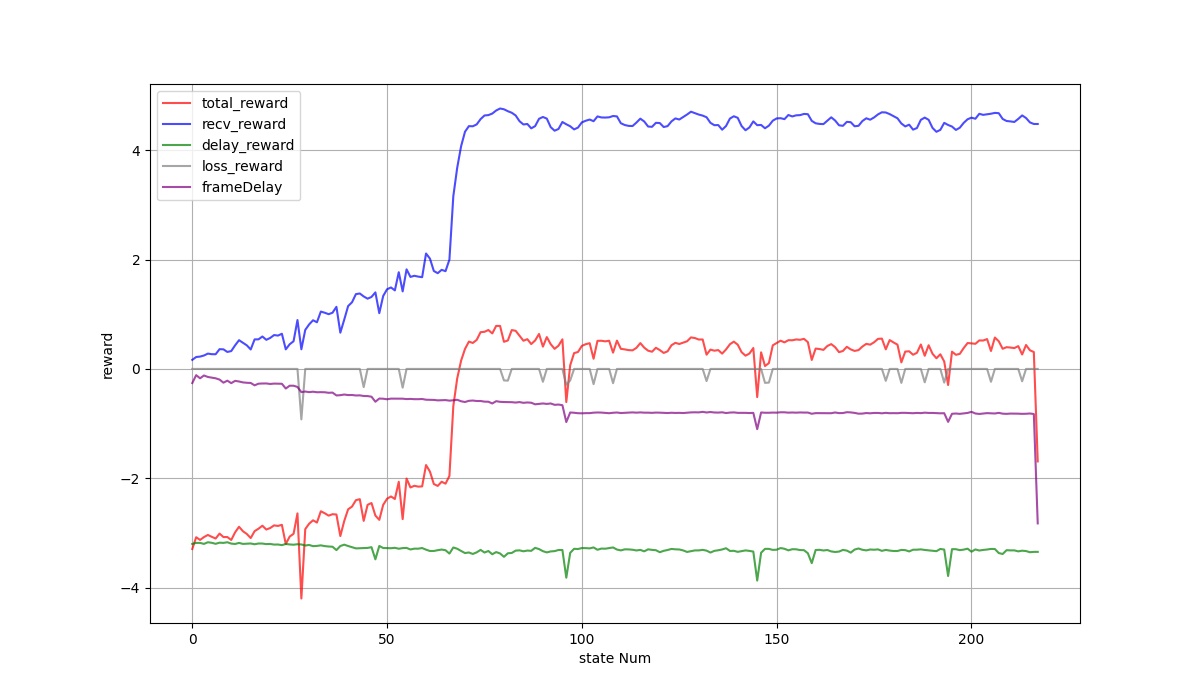 total_reward
recv_reward
delay_reward
loss_reward
frameDelay
4
2
0
−2
−4
reward
0
50
100
150
200
state Num